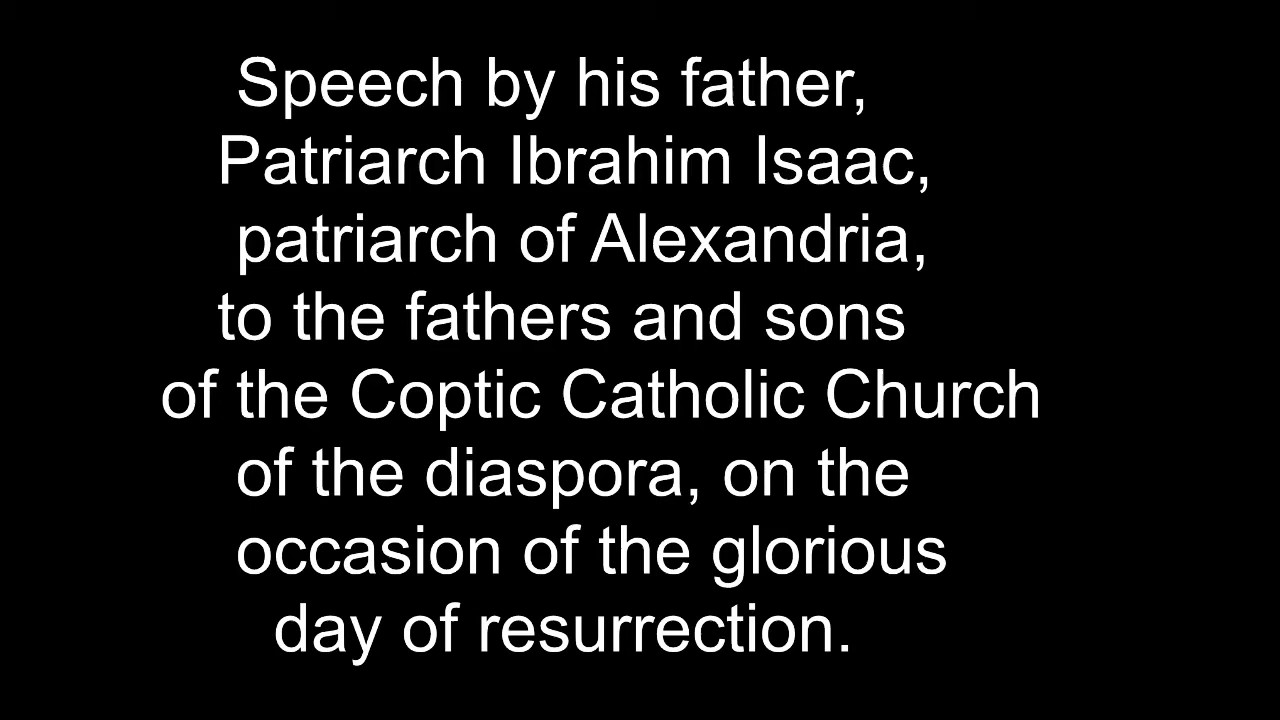 Speech by his father,
Patriarch Ibrahim Isaac,
patriarch of Alexandria,
to the fathers and sons
of the Coptic Catholic Church
of the diaspora, on the
occasion of the glorious
day of resurrection.